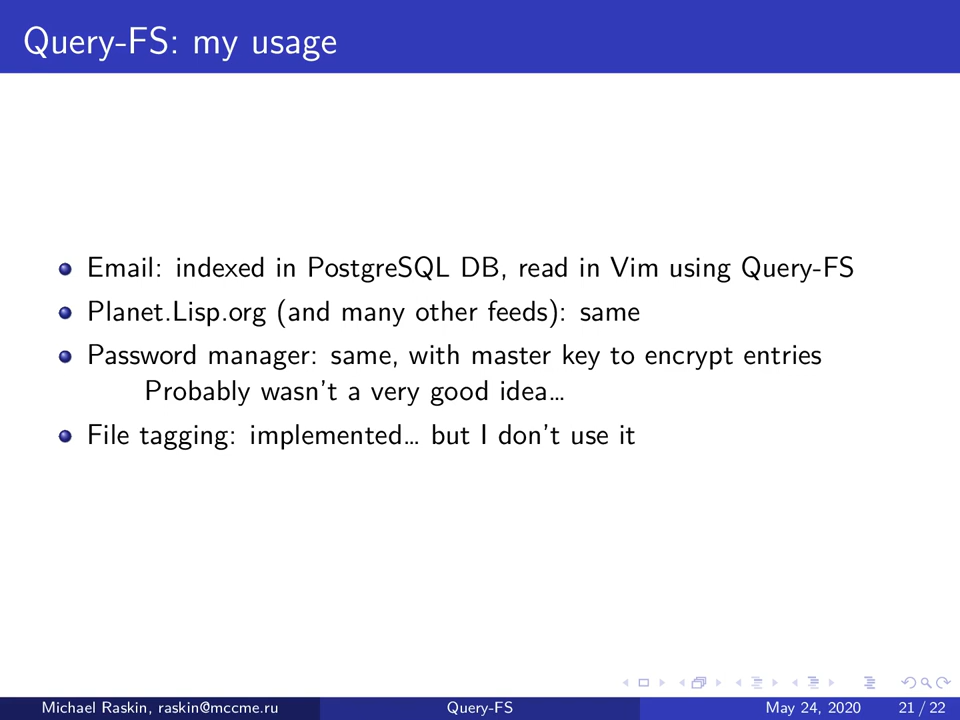 Query-FS: my usage
Email: indexed in PostgreSQL DB, read in Vim using Query-FS
Planet.Lisp.org (and many other feeds): same
Password manager: same, with master key to encrypt entries
Probably wasn't a very good idea…
File tagging: implemented… but I don't use it
Michael Raskin, raskin@mccme.ru Query-FS May 24, 2020 21 / 22